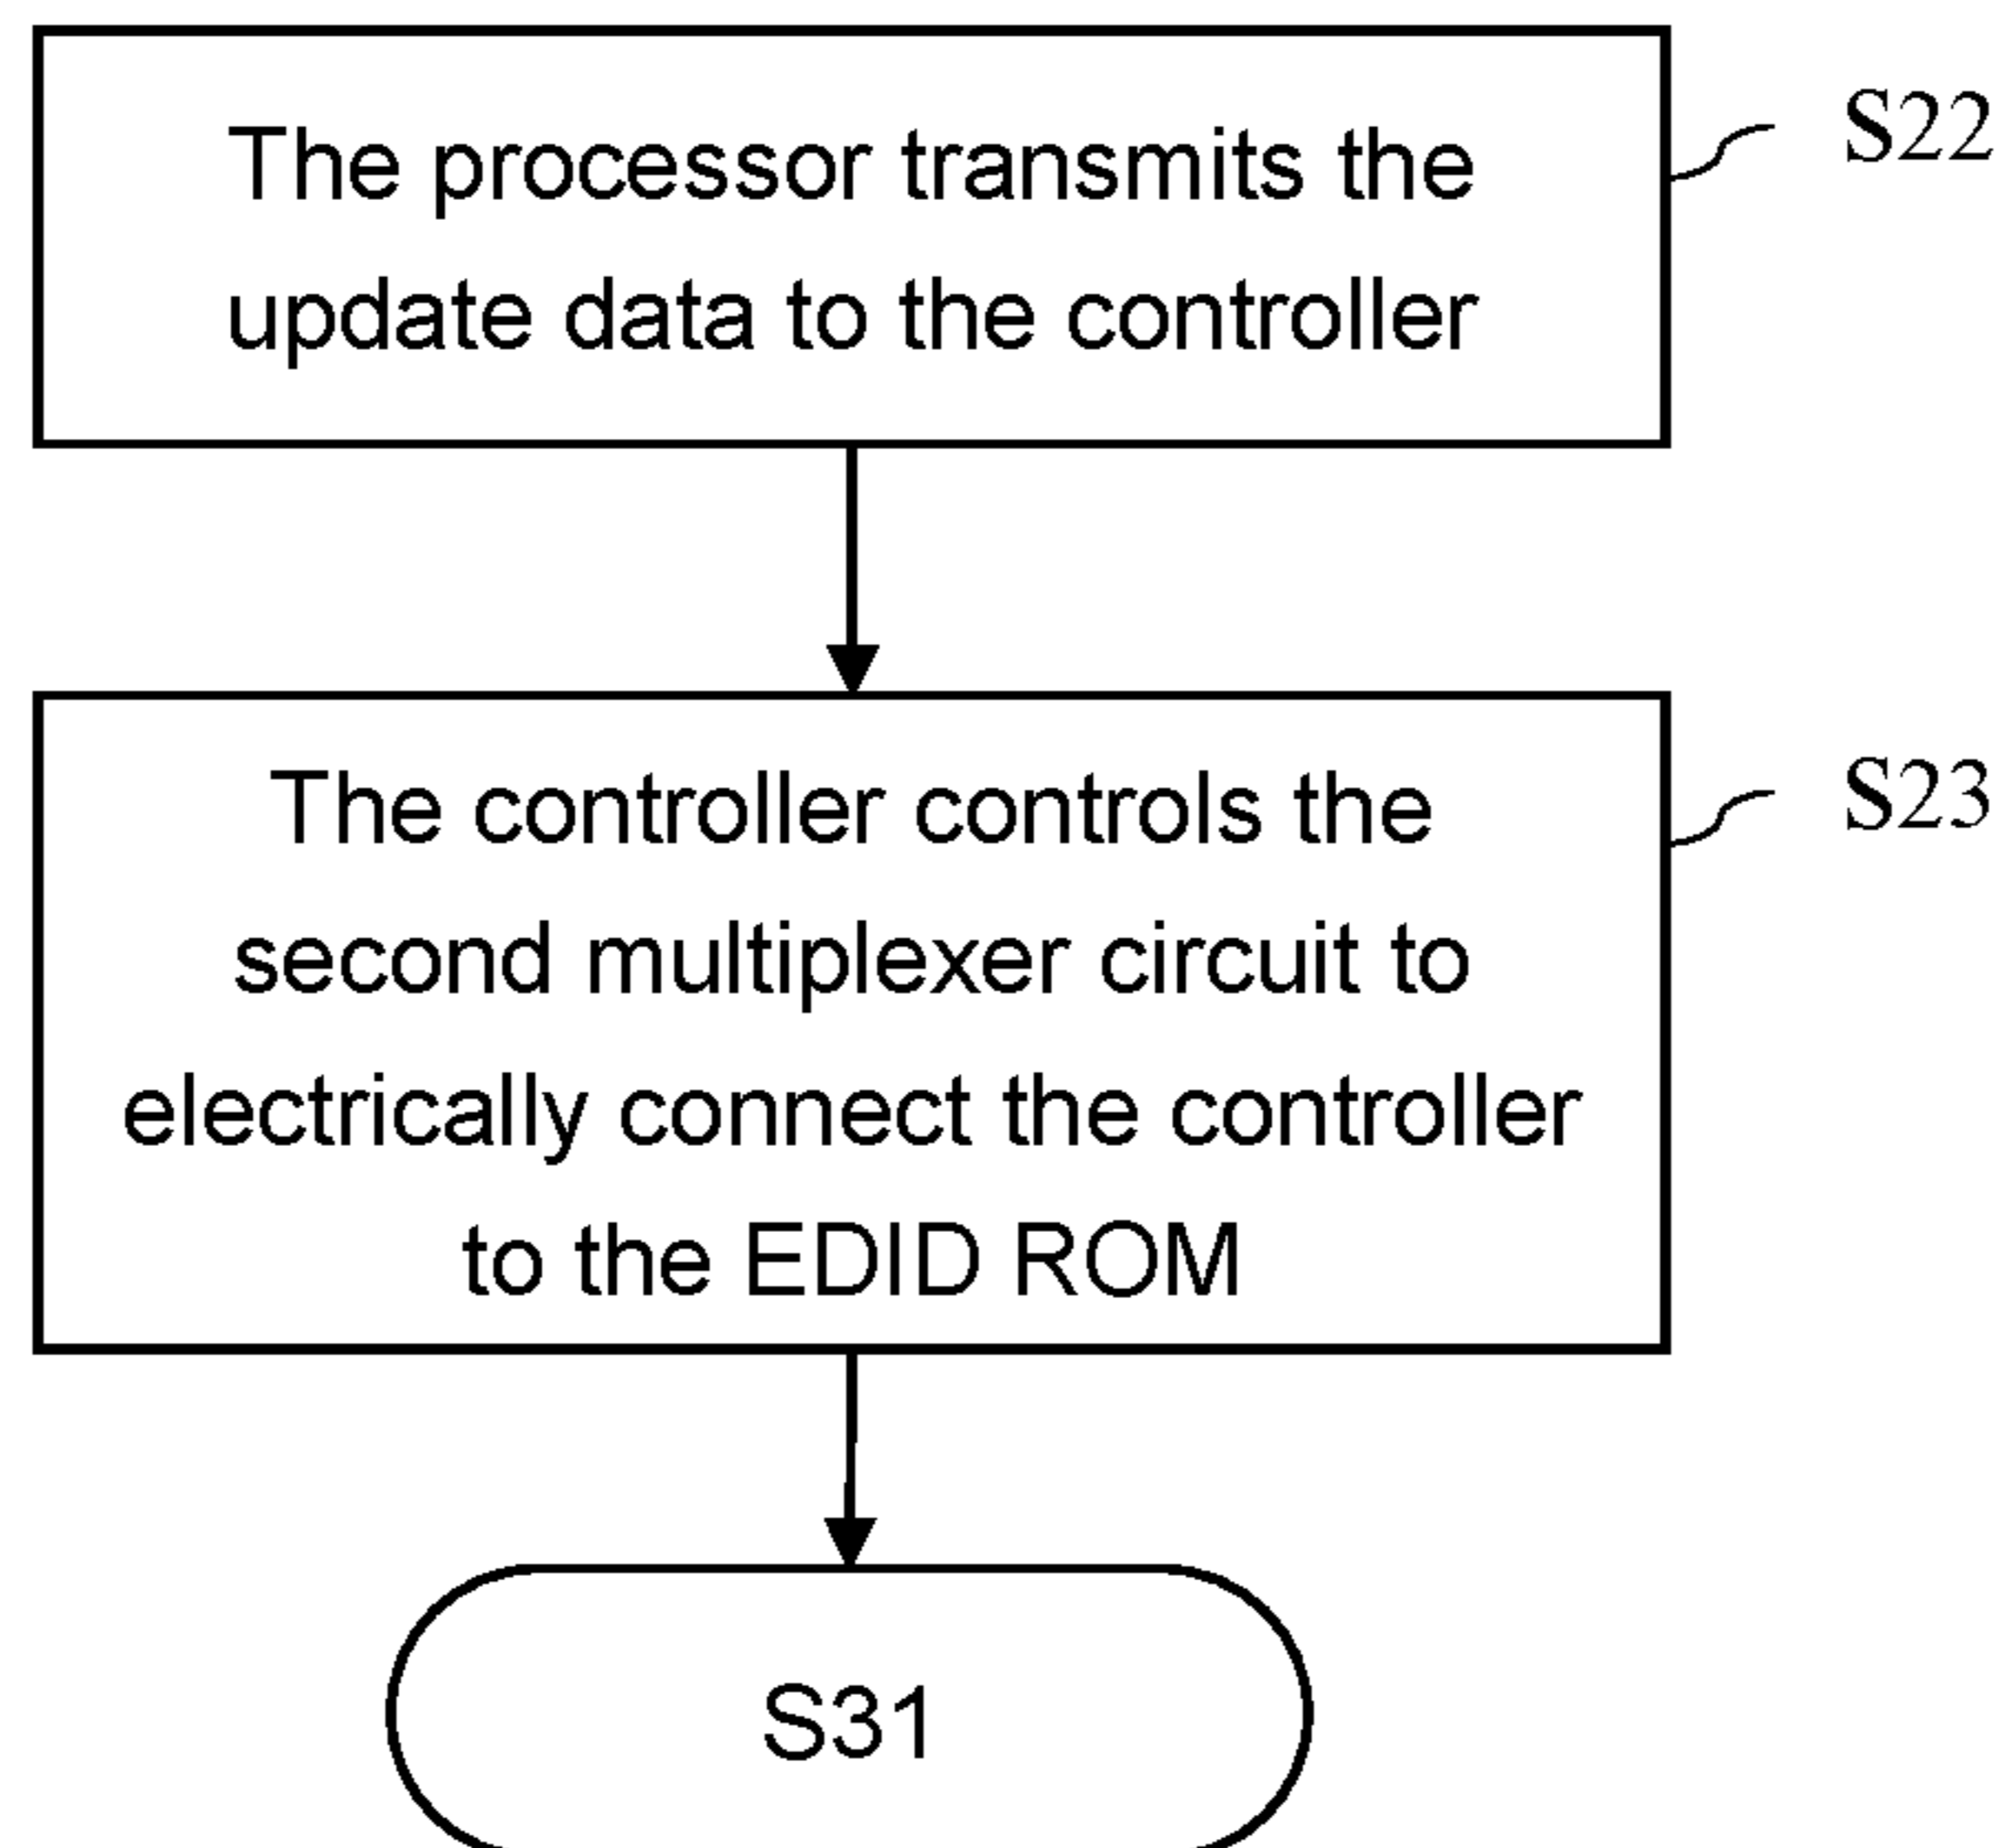 The processor transmits the
update data to the controller
S22
The controller controls the
second multiplexer circuit to
electrically connect the controller
to the EDID ROM
S23
S31